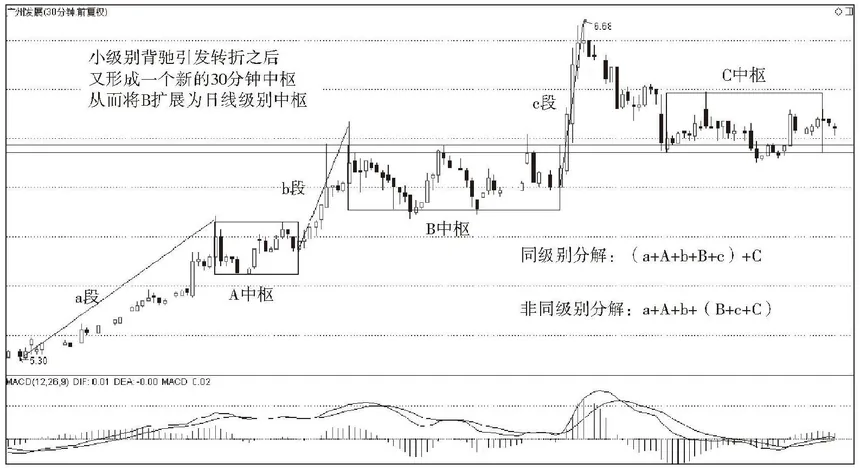 广州发展(30分钟.前复权)
6.68
小级别背驰引发转折之后
又形成一个新的30分钟中枢
从而将B扩展为日线级别中枢
C中枢
c段
b段
B中枢
同级别分解：（a+A+b+B+c）+C
a段
A中枢
非同级别分解：a+A+b+（B+c+C）
5.30
MACD(12,26,9) DIF: 0.01 DEA: -0.00 MACD 0.02